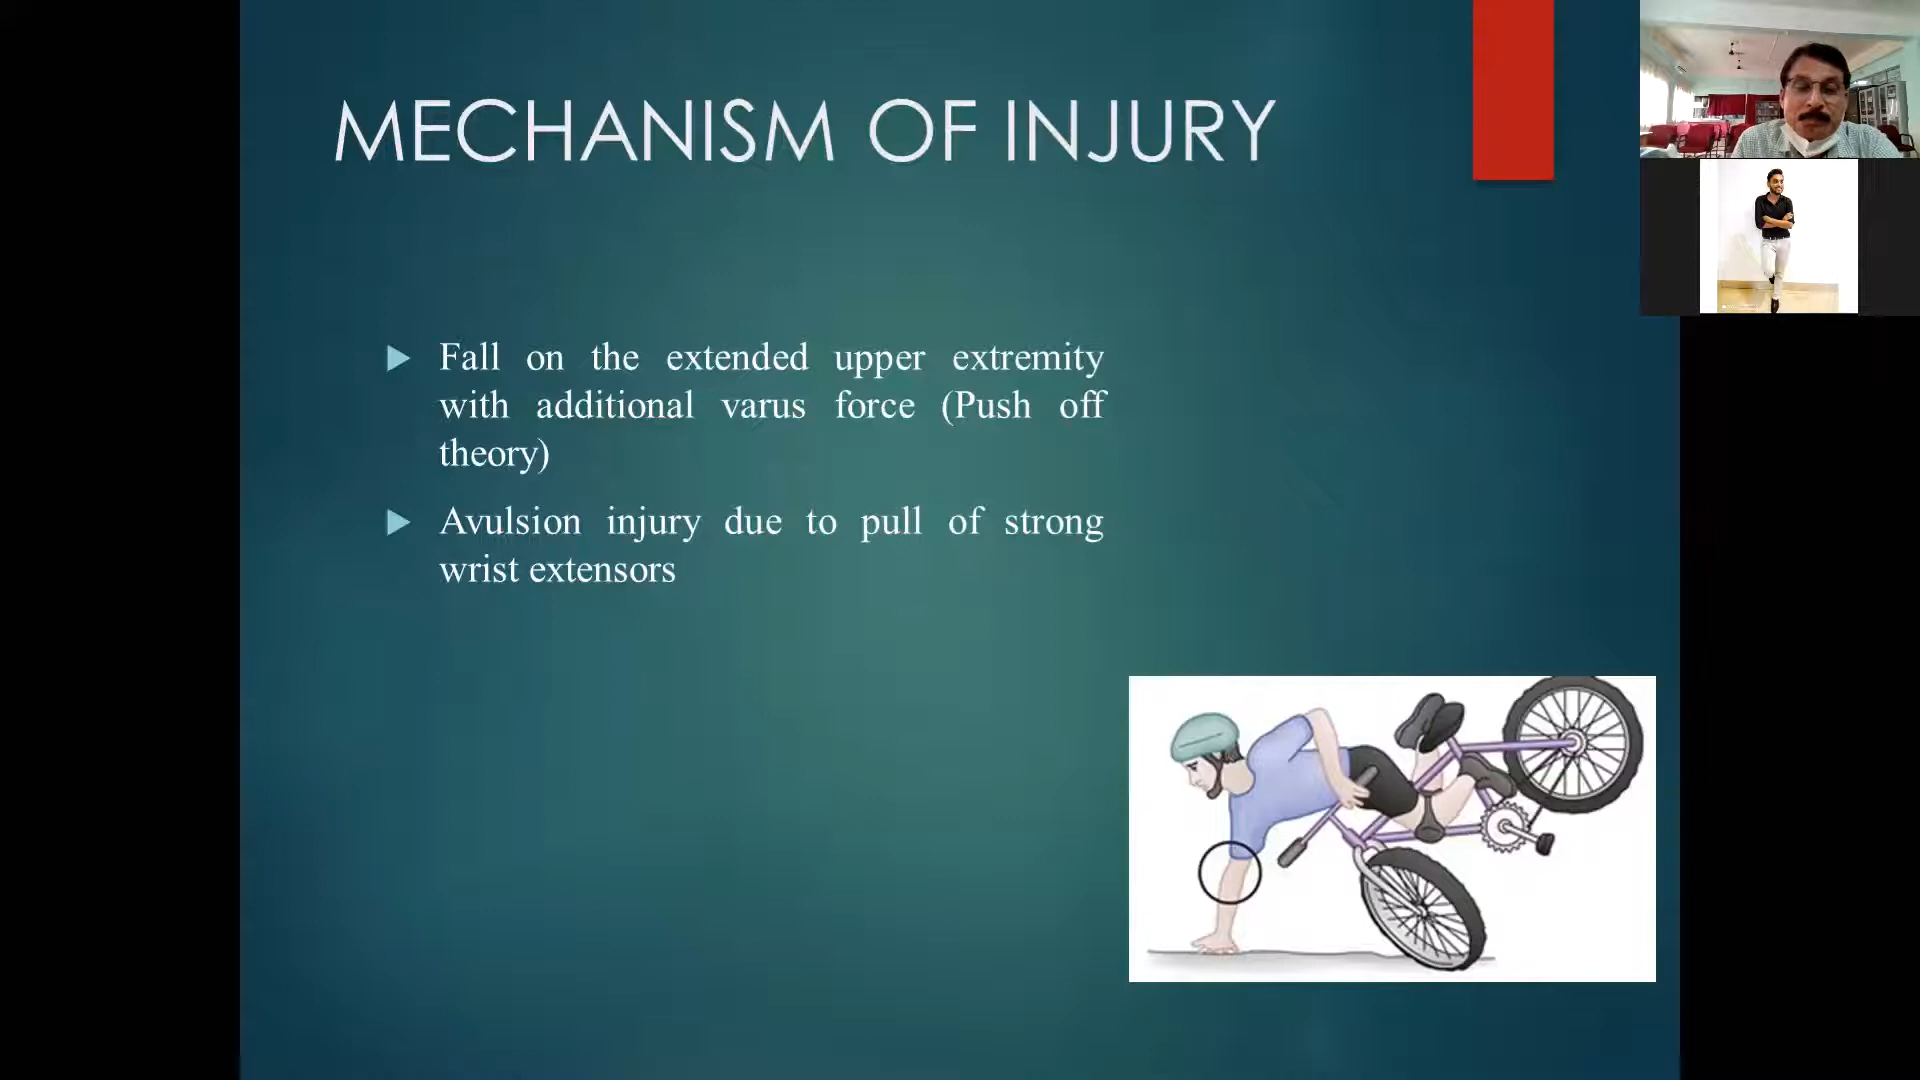 MECHANISM OF INJURY
Fall on the extended upper extremity
with additional varus force (Push off
theory)
Avulsion injury due to pull of strong
wrist extensors